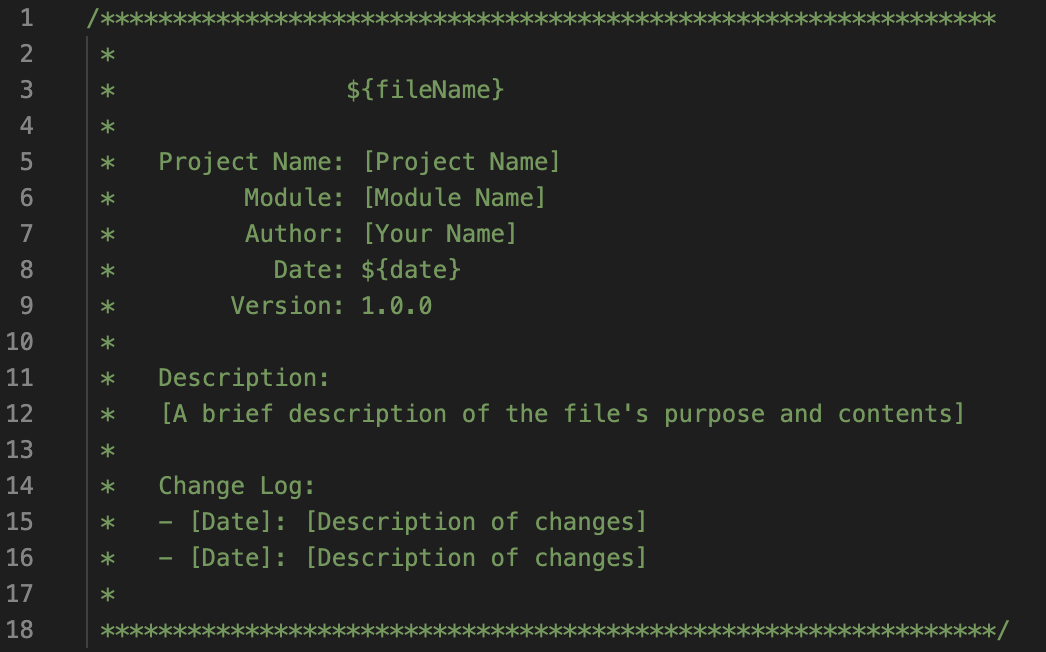 1 /**************************************************************
2 *
3 * ${fileName}
4 *
5 * Project Name: [Project Name]
6 * Module: [Module Name]
7 * Author: [Your Name]
8 * Date: ${date}
9 * Version: 1.0.0
10 *
11 * Description:
12 * [A brief description of the file's purpose and contents]
13 *
14 * Change Log:
15 * - [Date]: [Description of changes]
16 * - [Date]: [Description of changes]
17 *
18 **************************************************************/